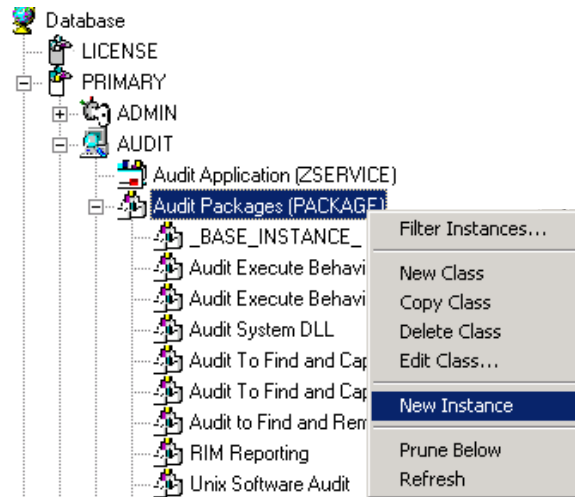 Database
LICENSE
PRIMARY
ADMIN
AUDIT
Audit Application (ZSERVICE)
Audit Packages (PACKAGE)
_BASE_INSTANCE_
Audit Execute Behavi
Audit Execute Behavi
Audit System DLL
Audit To Find and Cap
Audit To Find and Cap
Audit to Find and Rem
RIM Reporting
Unix Software Audit
Filter Instances...
New Class
Copy Class
Delete Class
Edit Class...
New Instance
Prune Below
Refresh